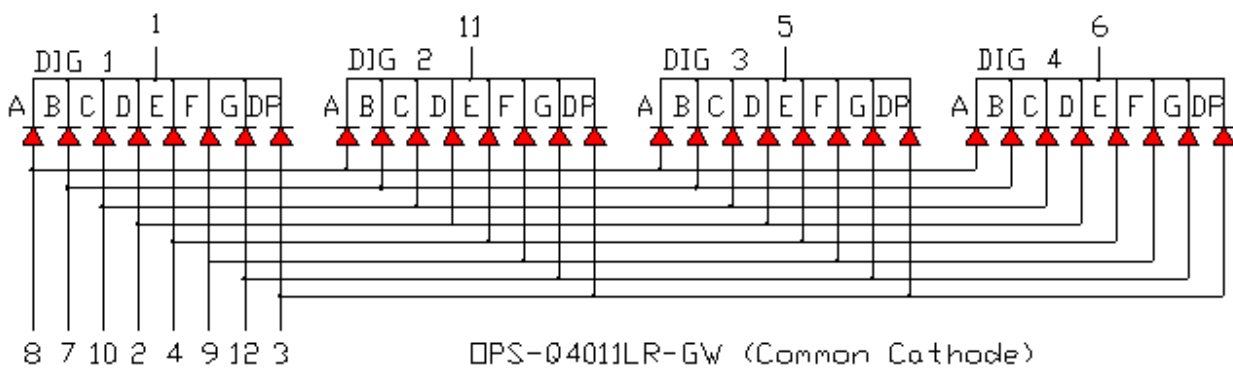 1 11 5 6
DIG 1 DIG 2 DIG 3 DIG 4
A B C D E F G DP A B C D E F G DP A B C D E F G DP A B C D E F G DP
8 7 10 2 4 9 12 3 OPS-Q4011LR-GW (Common Cathode)